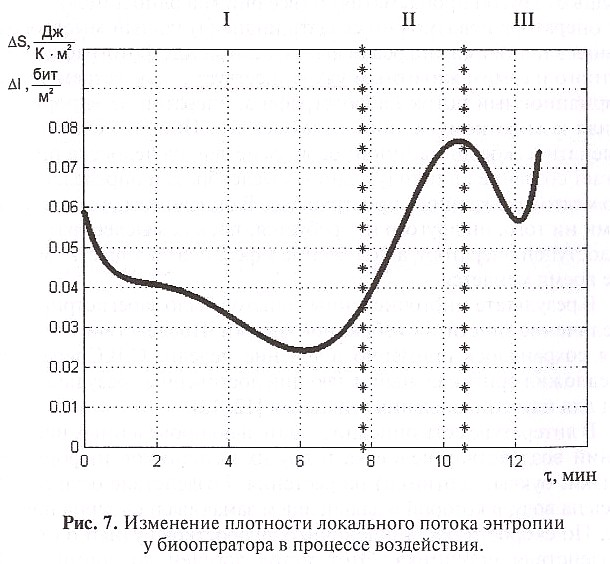 I II III
ΔS, Дж
К · м²
ΔI, бит
м²
0.08
0.07
0.06
0.05
0.04
0.03
0.02
0.01
0
0 2 4 6 8 10 12
τ, мин
Рис. 7. Изменение плотности локального потока энтропии
у биооператора в процессе воздействия.